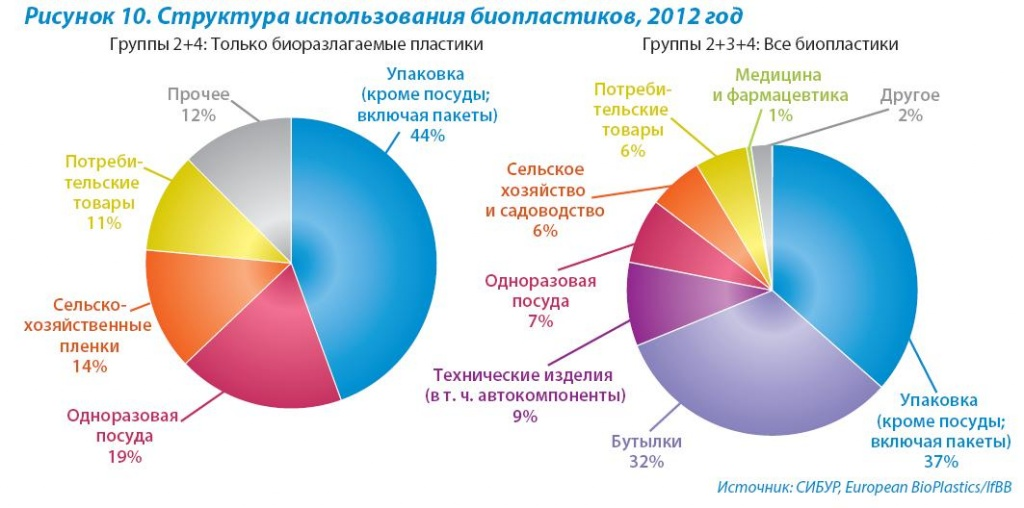 Рисунок 10. Структура использования биопластиков, 2012 год
Группы 2+4: Только биоразлагаемые пластики
Упаковка
(кроме посуды;
включая пакеты)
44%
Прочее
12%
Потреби-
тельские
товары
11%
Сельско-
хозяйственные
пленки
14%
Одноразовая
посуда
19%
Группы 2+3+4: Все биопластики
Медицина
и фармацевтика
1%
Другое
2%
Потреби-
тельские
товары
6%
Сельское
хозяйство
и садоводство
6%
Одноразовая
посуда
7%
Технические изделия
(в т. ч. автокомпоненты)
9%
Бутылки
32%
Упаковка
(кроме посуды;
включая пакеты)
37%
Источник: СИБУР, European BioPlastics/IfBB